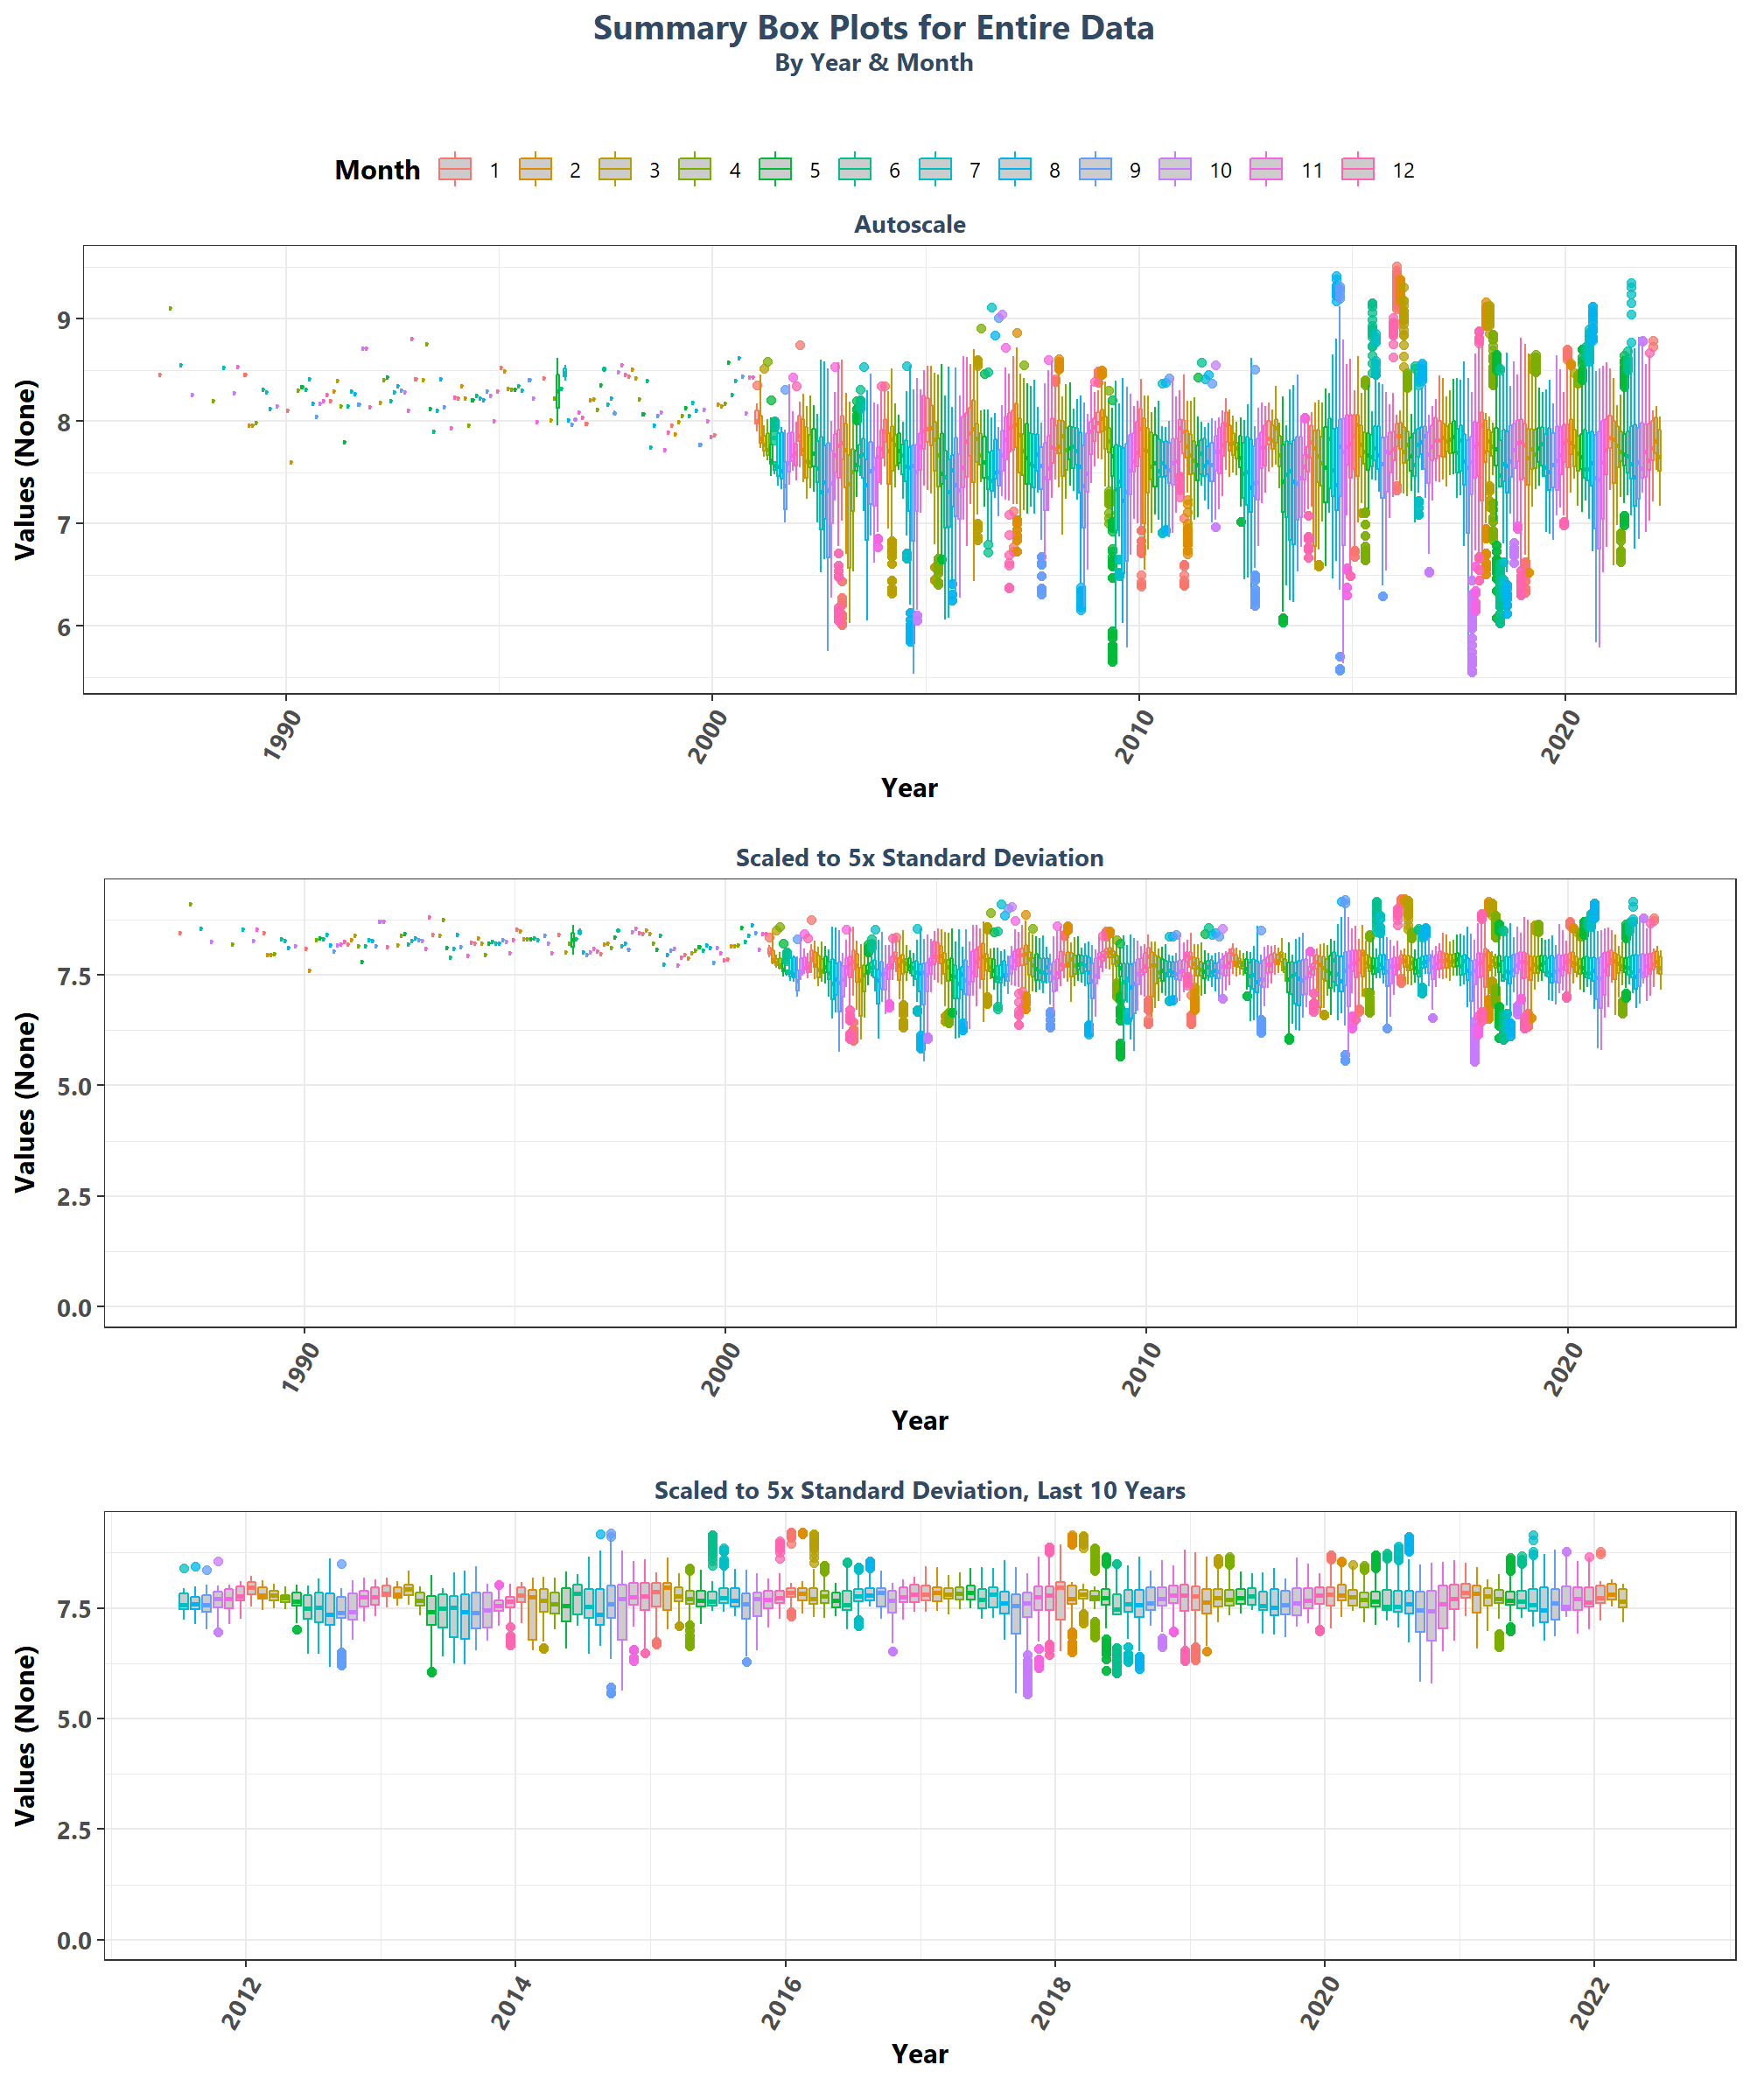 Summary Box Plots for Entire Data
By Year & Month
Month 1 2 3 4 5 6 7 8 9 10 11 12
Autoscale
Values (None)
9
8
7
6
1990 2000 2010 2020
Year
Scaled to 5x Standard Deviation
Values (None)
7.5
5.0
2.5
0.0
1990 2000 2010 2020
Year
Scaled to 5x Standard Deviation, Last 10 Years
Values (None)
7.5
5.0
2.5
0.0
2012 2014 2016 2018 2020 2022
Year